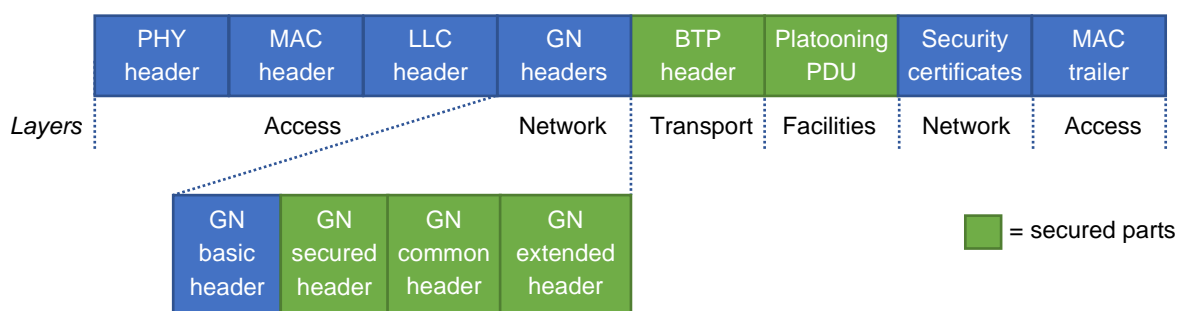 PHY header
MAC header
LLC header
GN headers
BTP header
Platooning PDU
Security certificates
MAC trailer
Layers
Access
Network
Transport
Facilities
Network
Access
GN basic header
GN secured header
GN common header
GN extended header
= secured parts